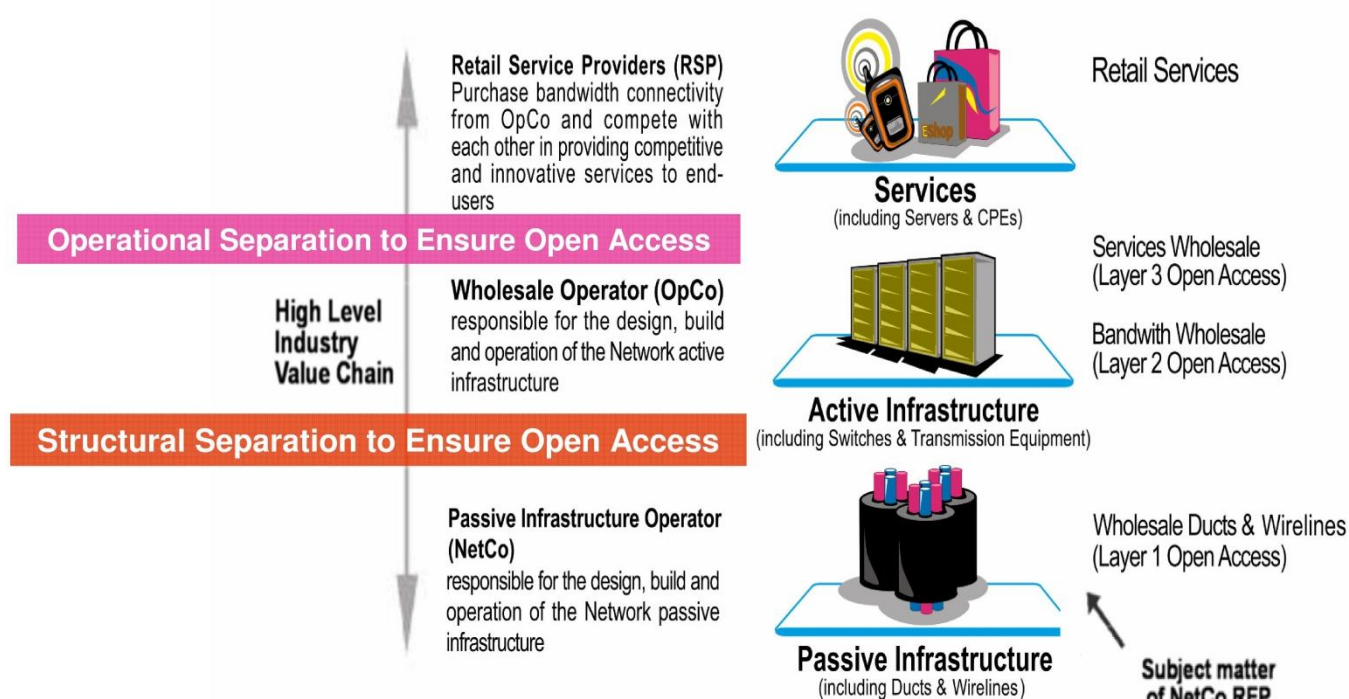 Retail Service Providers (RSP)
Purchase bandwidth connectivity
from OpCo and compete with
each other in providing competitive
and innovative services to end-
users
Operational Separation to Ensure Open Access
High Level
Industry
Value Chain
Wholesale Operator (OpCo)
responsible for the design, build
and operation of the Network active
infrastructure
Structural Separation to Ensure Open Access
Passive Infrastructure Operator
(NetCo)
responsible for the design, build and
operation of the Network passive
infrastructure
Eshop
Services
(including Servers & CPEs)
Active Infrastructure
(including Switches & Transmission Equipment)
Passive Infrastructure
(including Ducts & Wirelines)
Retail Services
Services Wholesale
(Layer 3 Open Access)
Bandwith Wholesale
(Layer 2 Open Access)
Wholesale Ducts & Wirelines
(Layer 1 Open Access)
Subject matter
of NetCo RFP